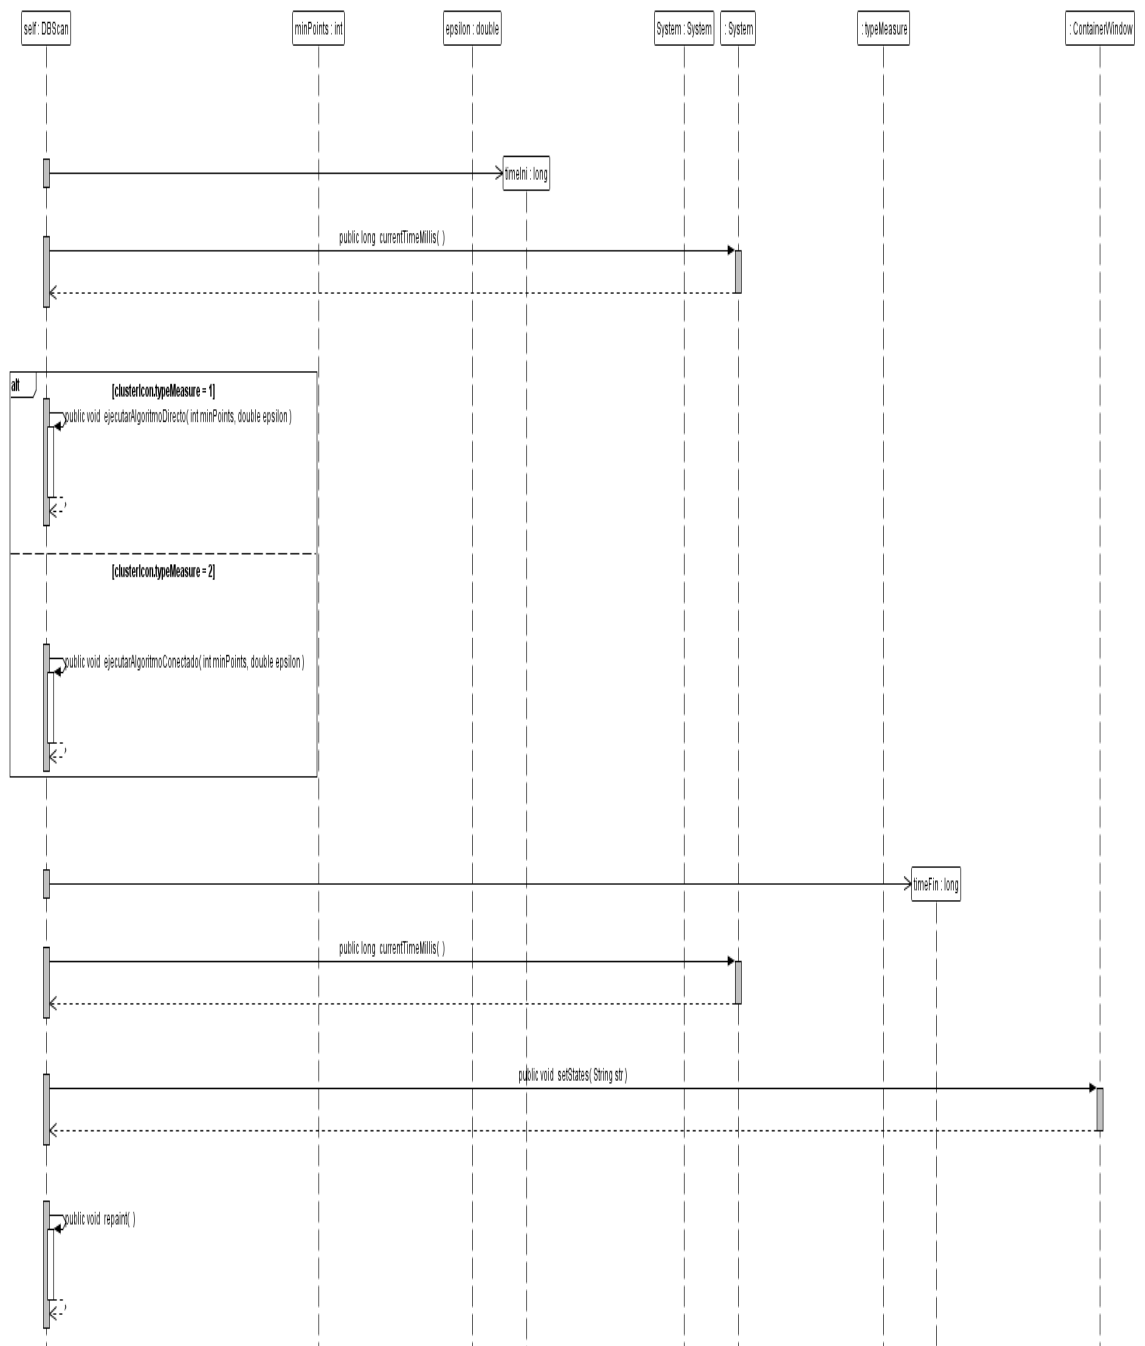 self : DBScan
minPoints : int
epsilon : double
System : System
: System
: typeMeasure
: ContainerWindow
timeIni : long
public long currentTimeMillis( )
alt
[clusterIcon.typeMeasure = 1]
public void ejecutarAlgoritmoDirecto( int minPoints, double epsilon )
[clusterIcon.typeMeasure = 2]
public void ejecutarAlgoritmoConectado( int minPoints, double epsilon )
timeFin : long
public long currentTimeMillis( )
public void setStates( String str )
public void repaint( )